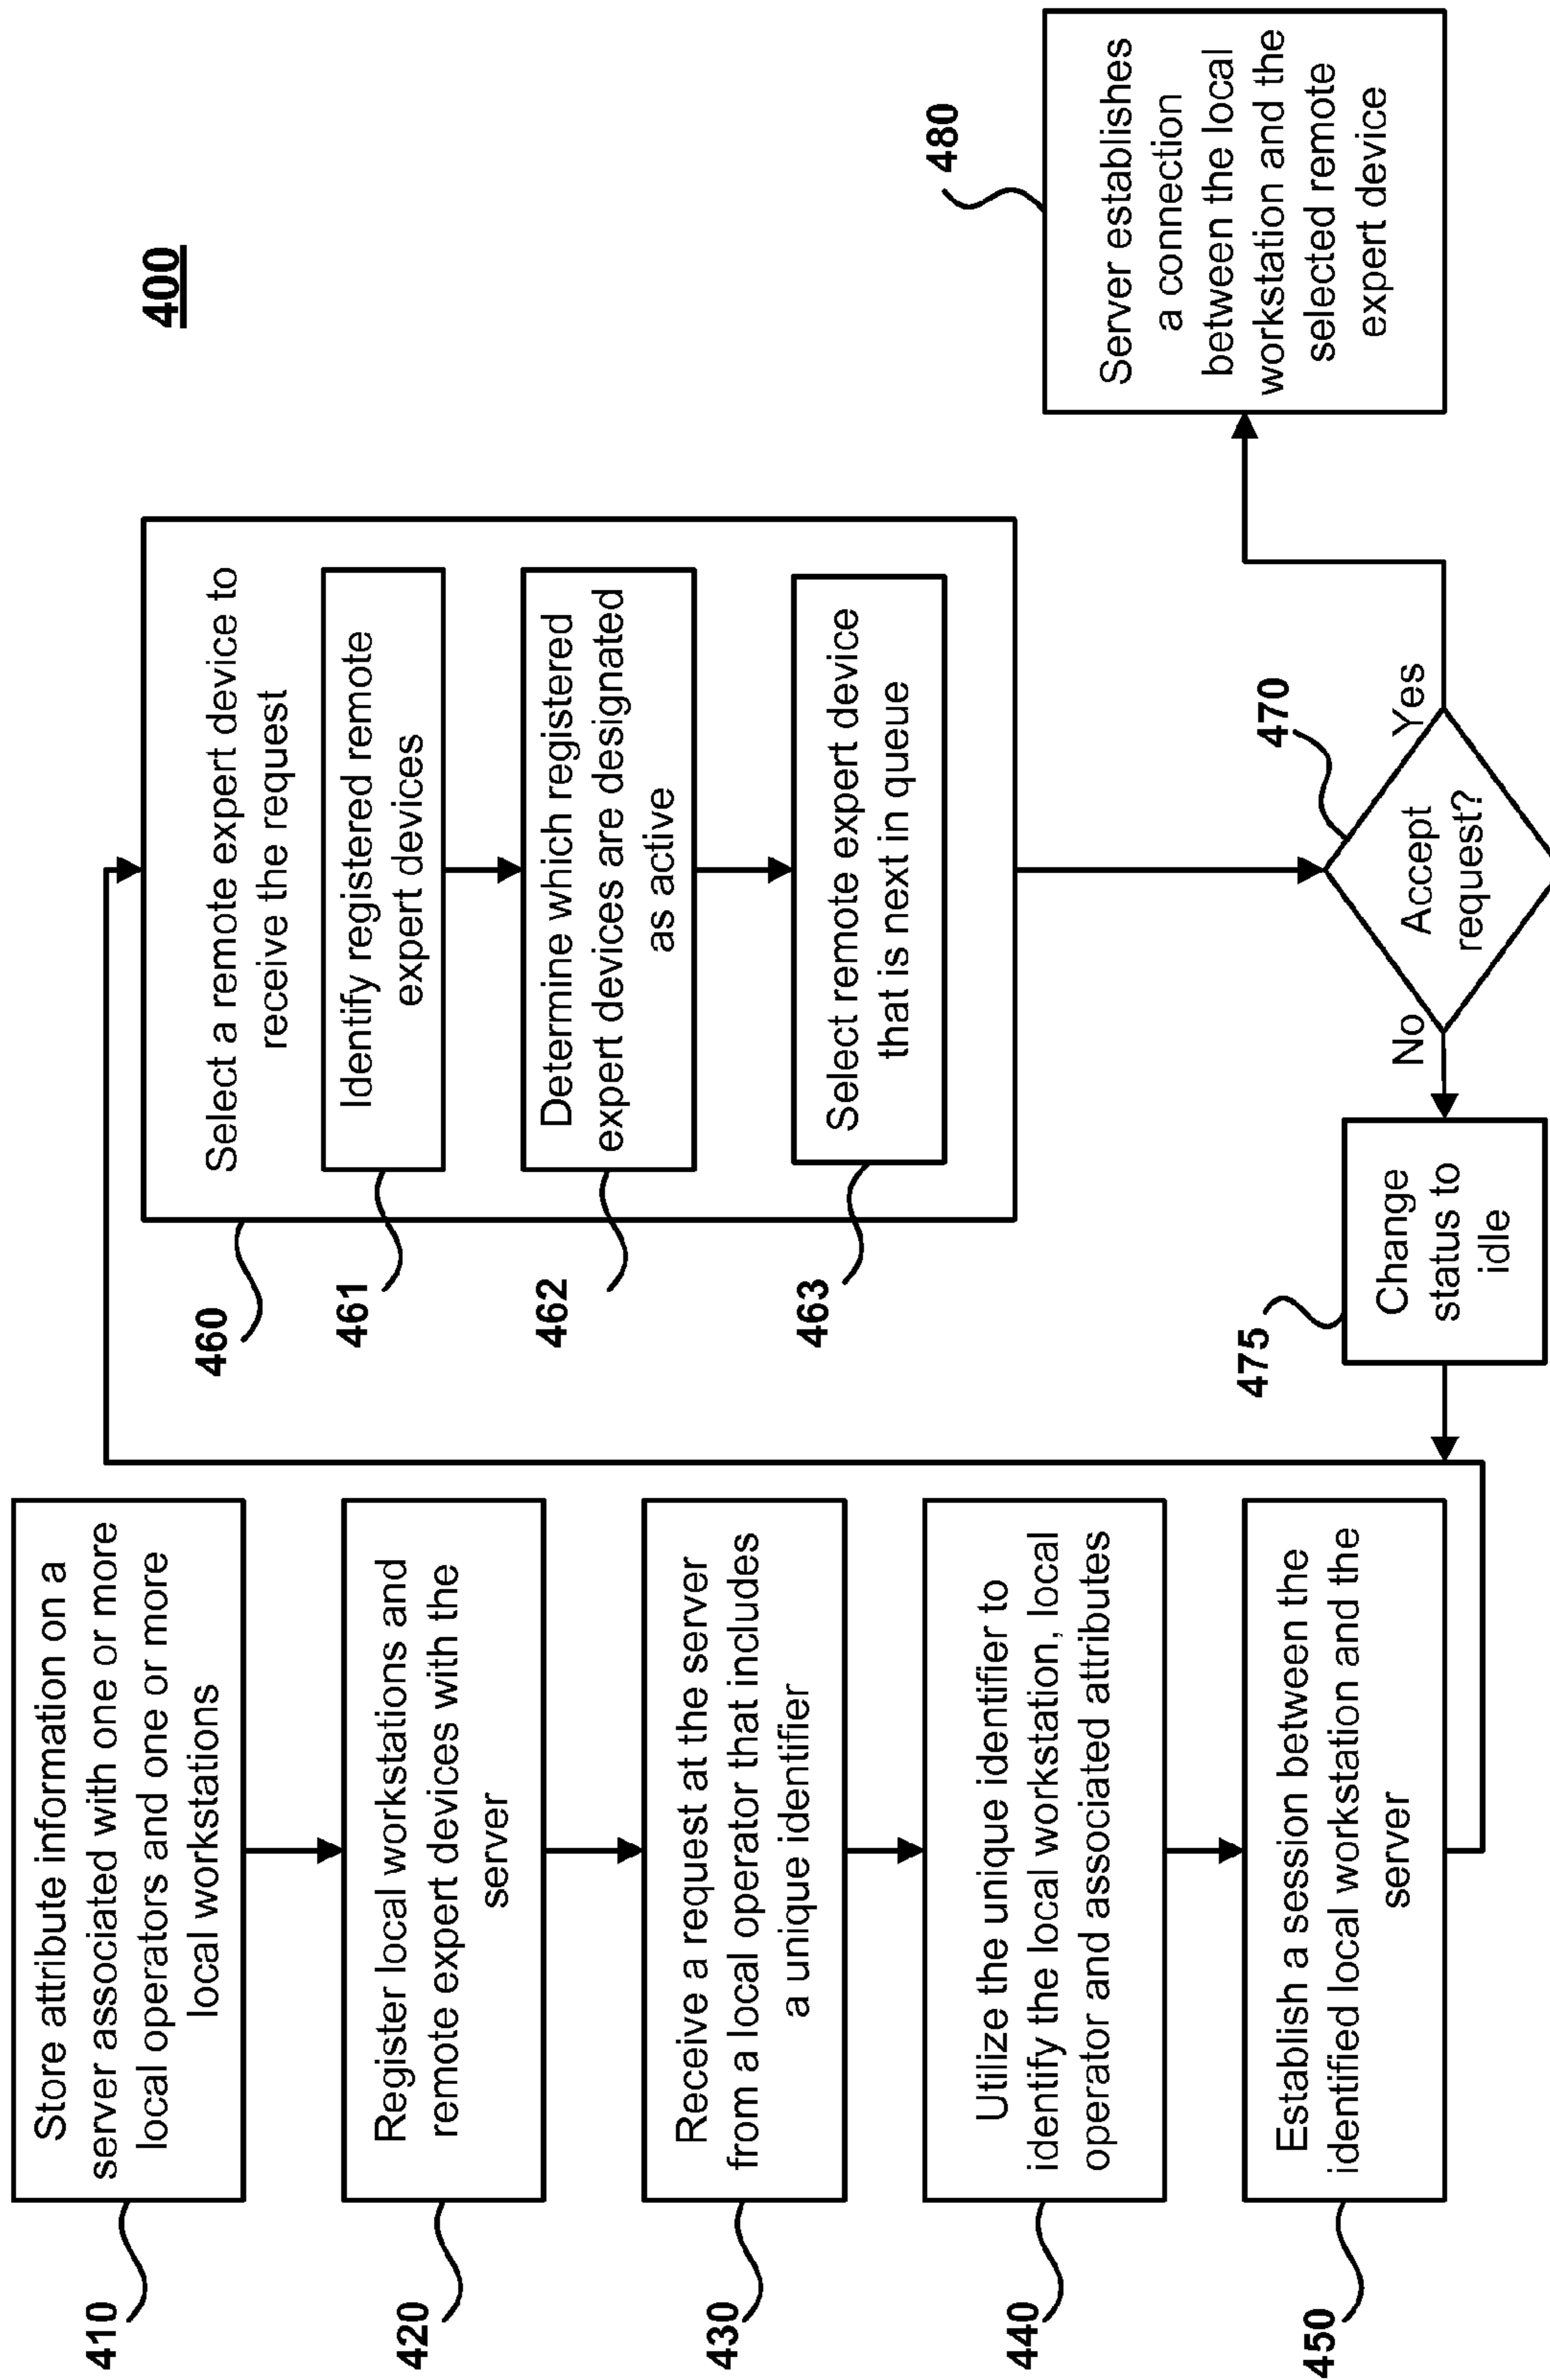 400
410
Store attribute information on a
server associated with one or more
local operators and one or more
local workstations
420
Register local workstations and
remote expert devices with the
server
430
Receive a request at the server
from a local operator that includes
a unique identifier
440
Utilize the unique identifier to
identify the local workstation, local
operator and associated attributes
450
Establish a session between the
identified local workstation and the
server
460
Select a remote expert device to
receive the request
461
Identify registered remote
expert devices
462
Determine which registered
expert devices are designated
as active
463
Select remote expert device
that is next in queue
470
Accept
request?
No
Yes
475
Change
status to
idle
480
Server establishes
a connection
between the local
workstation and the
selected remote
expert device